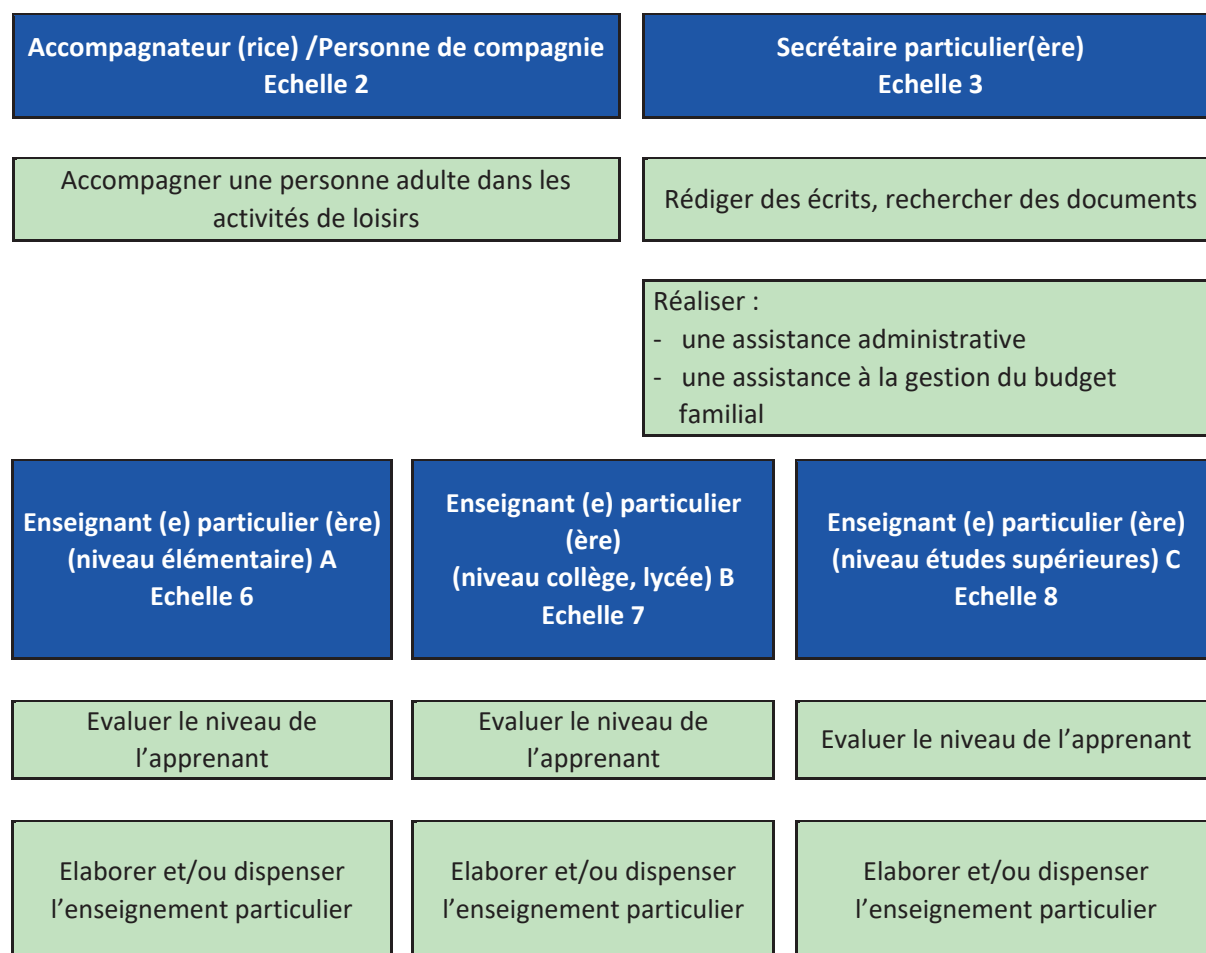 Accompagnateur (rice) /Personne de compagnie
Echelle 2
Secrétaire particulier(ère)
Echelle 3
Accompagner une personne adulte dans les
activités de loisirs
Rédiger des écrits, rechercher des documents
Réaliser :
- une assistance administrative
- une assistance à la gestion du budget
familial
Enseignant (e) particulier (ère)
(niveau élémentaire) A
Echelle 6
Enseignant (e) particulier
(ère)
(niveau collège, lycée) B
Echelle 7
Enseignant (e) particulier (ère)
(niveau études supérieures) C
Echelle 8
Evaluer le niveau de
l’apprenant
Evaluer le niveau de
l’apprenant
Evaluer le niveau de l’apprenant
Elaborer et/ou dispenser
l’enseignement particulier
Elaborer et/ou dispenser
l’enseignement particulier
Elaborer et/ou dispenser
l’enseignement particulier